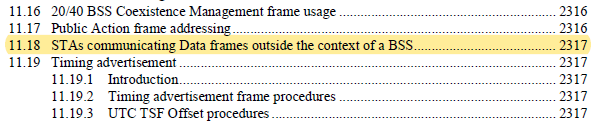 11.16 20/40 BSS Coexistence Management frame usage ........................................................ 2316
11.17 Public Action frame addressing ........................................................................................ 2316
11.18 STAs communicating Data frames outside the context of a BSS..................................... 2317
11.19 Timing advertisement ....................................................................................................... 2317
11.19.1 Introduction......................................................................................................... 2317
11.19.2 Timing advertisement frame procedures ............................................................ 2317
11.19.3 UTC TSF Offset procedures ............................................................................... 2317